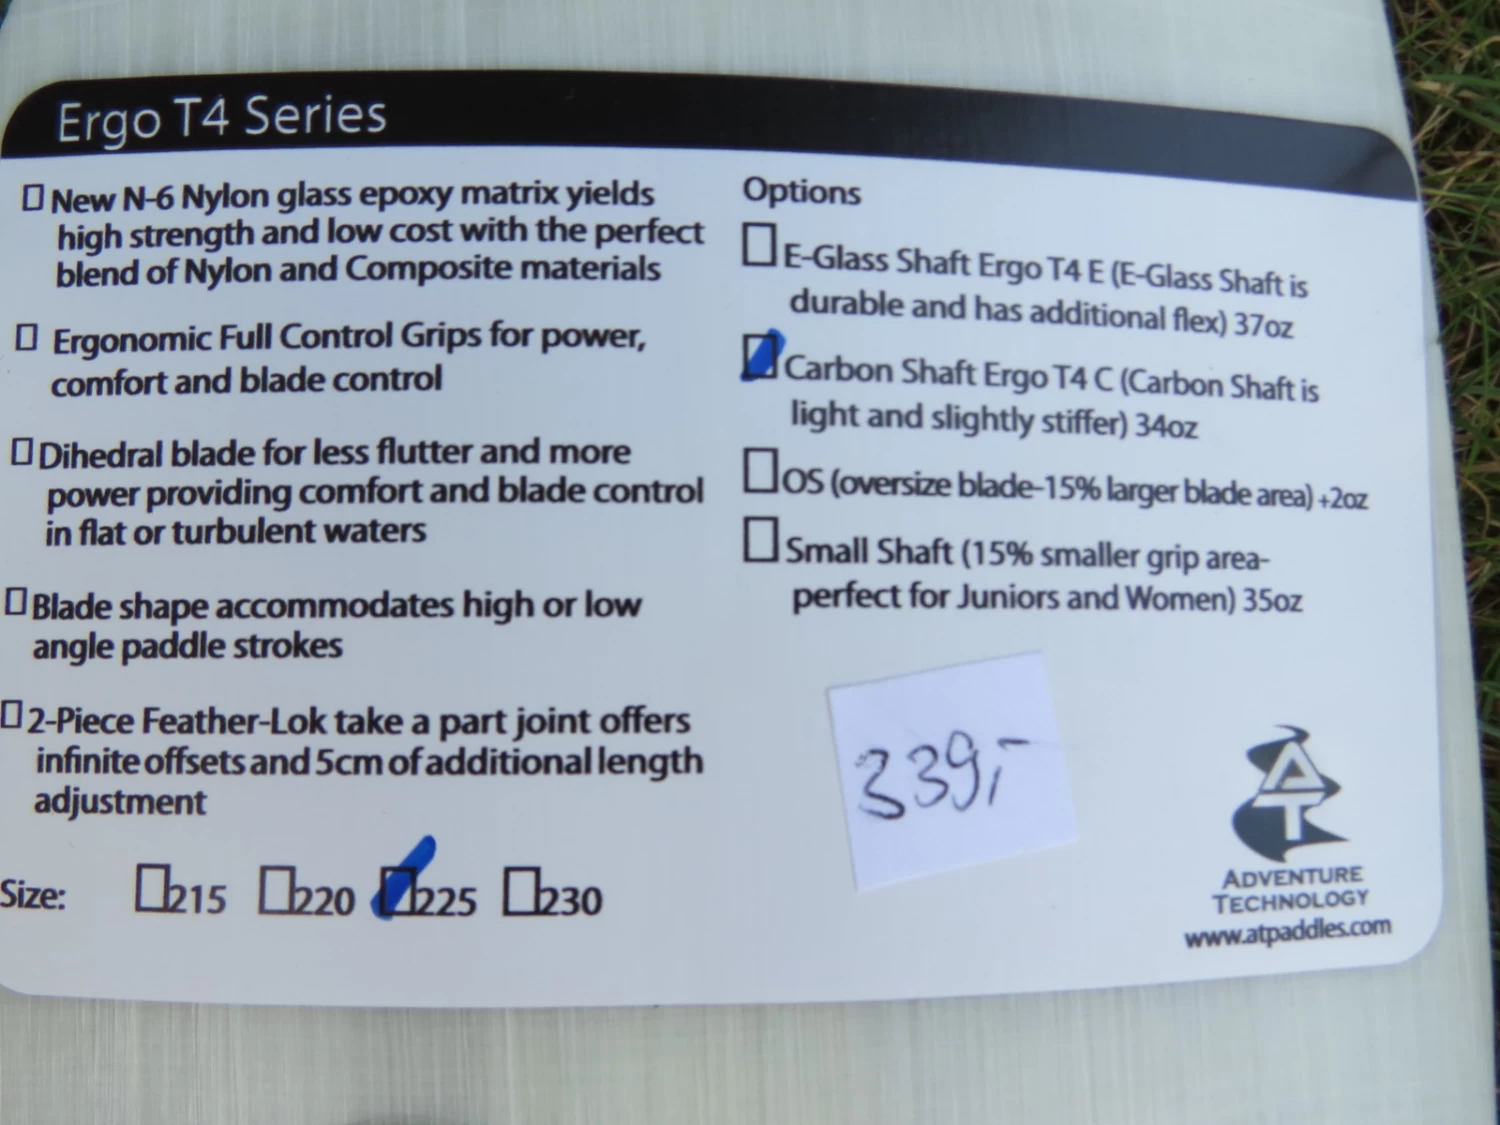 Ergo T4 Series
New N-6 Nylon glass epoxy matrix yields
high strength and low cost with the perfect
blend of Nylon and Composite materials
Ergonomic Full Control Grips for power,
comfort and blade control
Dihedral blade for less flutter and more
power providing comfort and blade control
in flat or turbulent waters
Blade shape accommodates high or low
angle paddle strokes
2-Piece Feather-Lok take a part joint offers
infinite offsets and 5cm of additional length
adjustment
Size: 215 220 225 230
Options
E-Glass Shaft Ergo T4 E (E-Glass Shaft is
durable and has additional flex) 37oz
Carbon Shaft Ergo T4 C (Carbon Shaft is
light and slightly stiffer) 34oz
OS (oversize blade-15% larger blade area) +2oz
Small Shaft (15% smaller grip area-
perfect for Juniors and Women) 35oz
339,-
AT
ADVENTURE
TECHNOLOGY
www.atpaddles.com